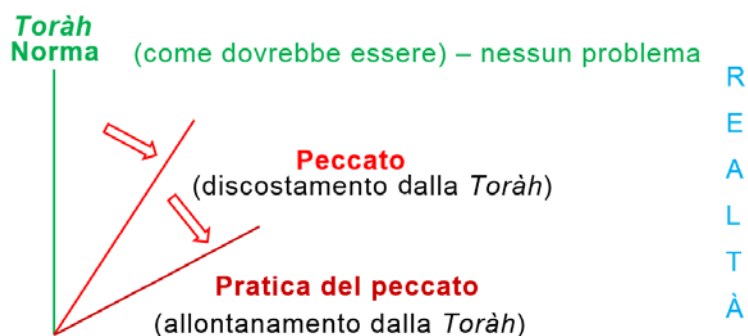 Toràh
Norma (come dovrebbe essere) – nessun problema
Peccato
(discostamento dalla Toràh)
Pratica del peccato
(allontanamento dalla Toràh)
R
E
A
L
T
À